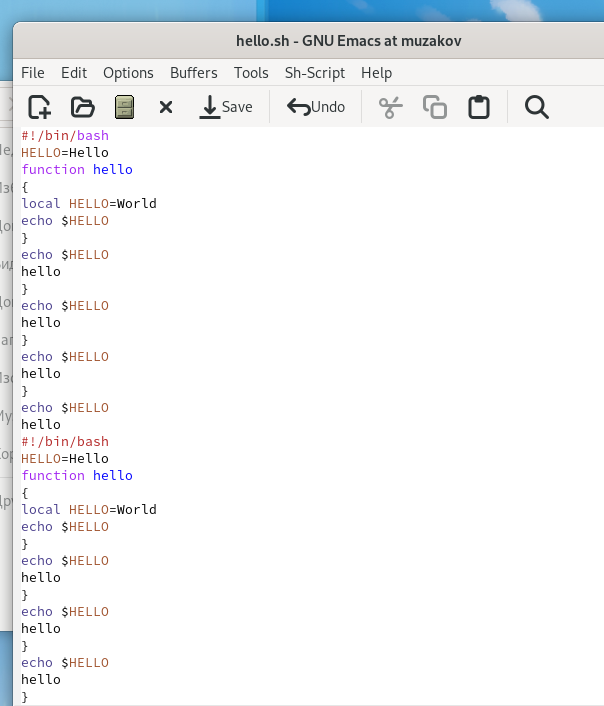 hello.sh - GNU Emacs at muzakov
File Edit Options Buffers Tools Sh-Script Help
Save Undo
#!/bin/bash
HELLO=Hello
function hello
{
local HELLO=World
echo $HELLO
}
echo $HELLO
hello
}
echo $HELLO
hello
}
echo $HELLO
hello
}
echo $HELLO
hello
#!/bin/bash
HELLO=Hello
function hello
{
local HELLO=World
echo $HELLO
}
echo $HELLO
hello
}
echo $HELLO
hello
}
echo $HELLO
hello
}